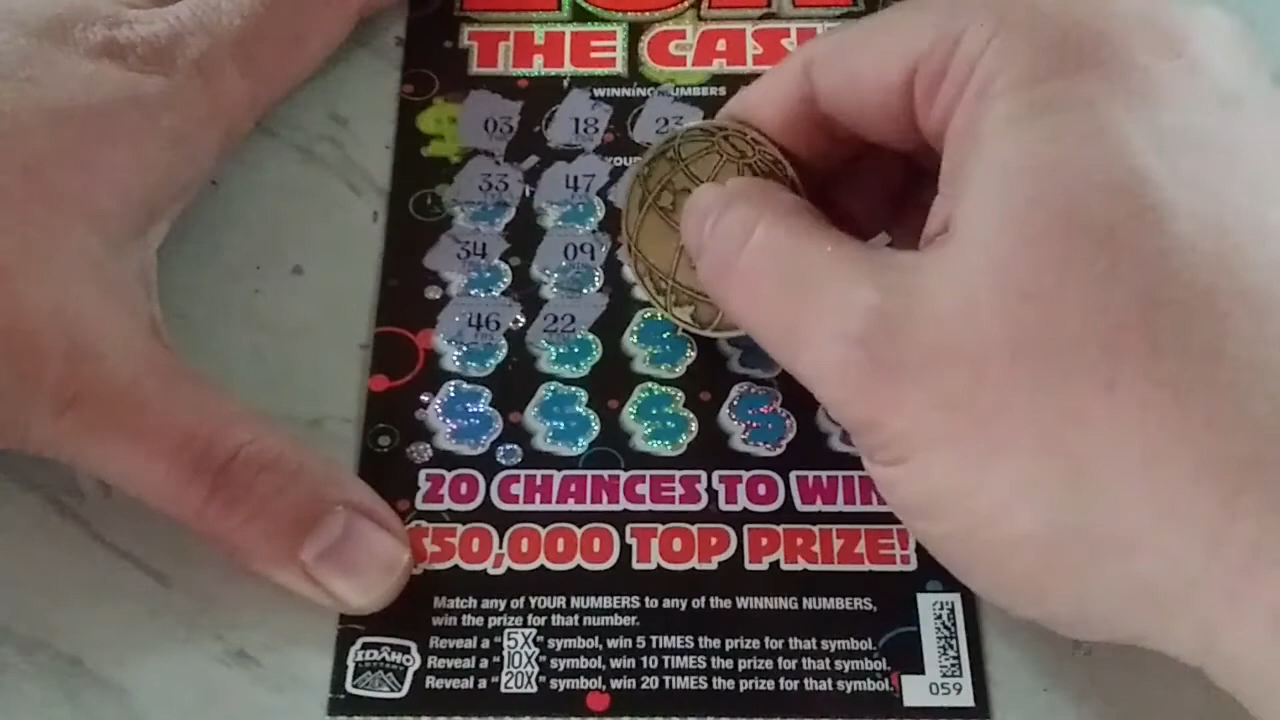 THE CASH
WINNING NUMBERS
03 18 23
YOUR
33 47
34 09
46 22
20 CHANCES TO WIN
$50,000 TOP PRIZE!
Match any of YOUR NUMBERS to any of the WINNING NUMBERS,
win the prize for that number.
Reveal a "5X" symbol, win 5 TIMES the prize for that symbol.
Reveal a "10X" symbol, win 10 TIMES the prize for that symbol.
Reveal a "20X" symbol, win 20 TIMES the prize for that symbol.
IDAHO
LOTTERY
059